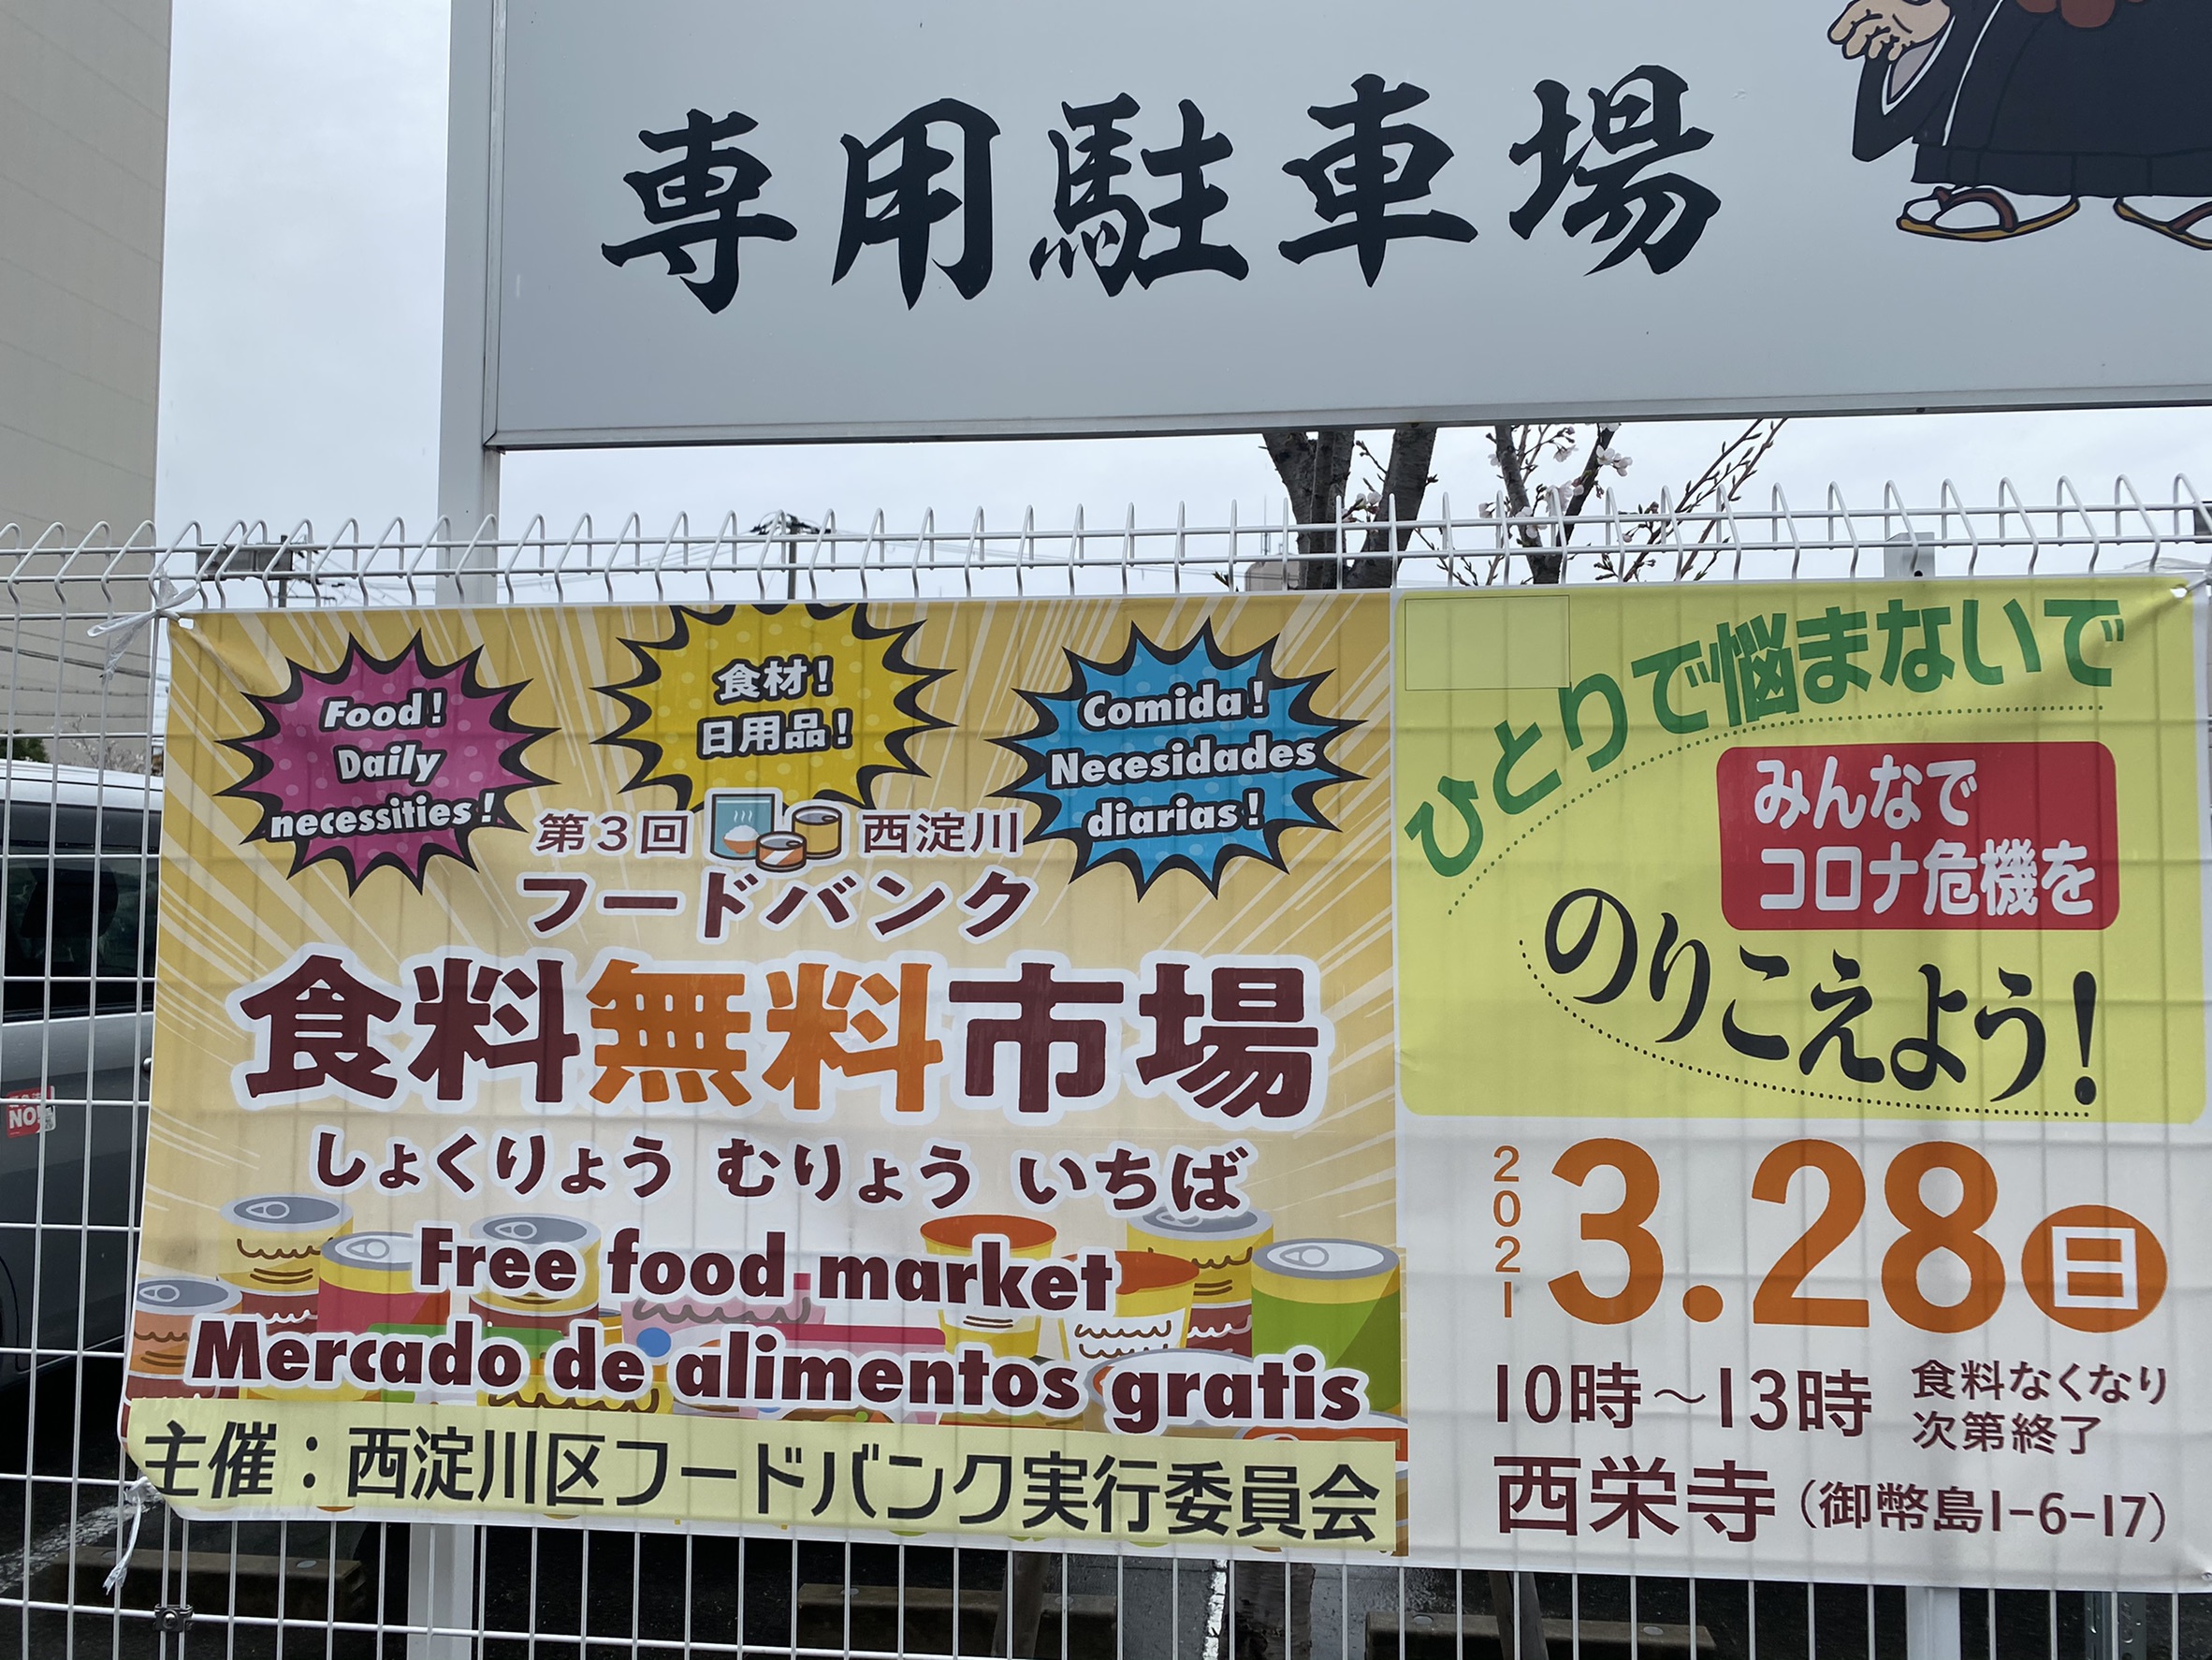 専用駐車場
Food!
Daily
necessities!
食材!
日用品!
Comida!
Necesidades
diarias!
第3回 西淀川
フードバンク
食料無料市場
しょくりょう むりょう いちば
Free food market
Mercado de alimentos gratis
主催：西淀川区フードバンク実行委員会
ひとりで悩まないで
みんなで
コロナ危機を
のりこえよう!
2021
3.28日
10時～13時
食料なくなり
次第終了
西栄寺（御幣島1-6-17）
NO!